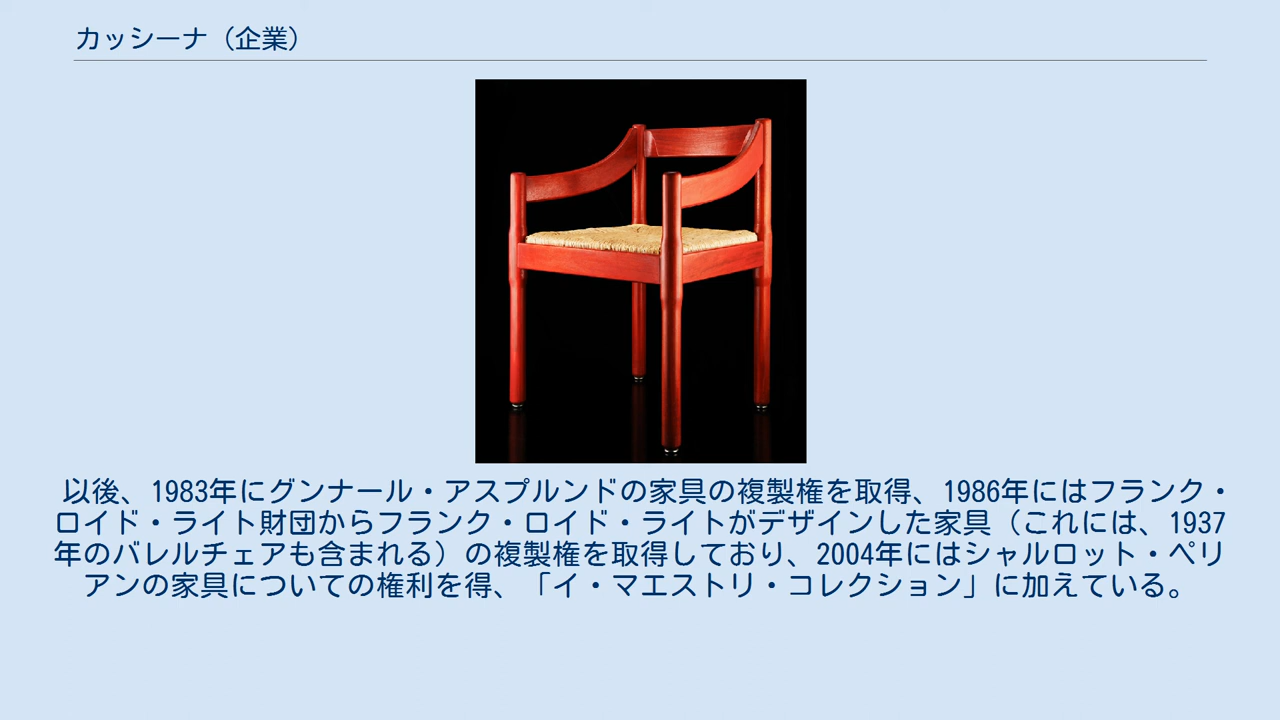 カッシーナ（企業）
以後、1983年にグンナール・アスプルンドの家具の複製権を取得、1986年にはフランク・
ロイド・ライト財団からフランク・ロイド・ライトがデザインした家具（これには、1937
年のバレルチェアも含まれる）の複製権を取得しており、2004年にはシャルロット・ペリ
アンの家具についての権利を得、「イ・マエストリ・コレクション」に加えている。